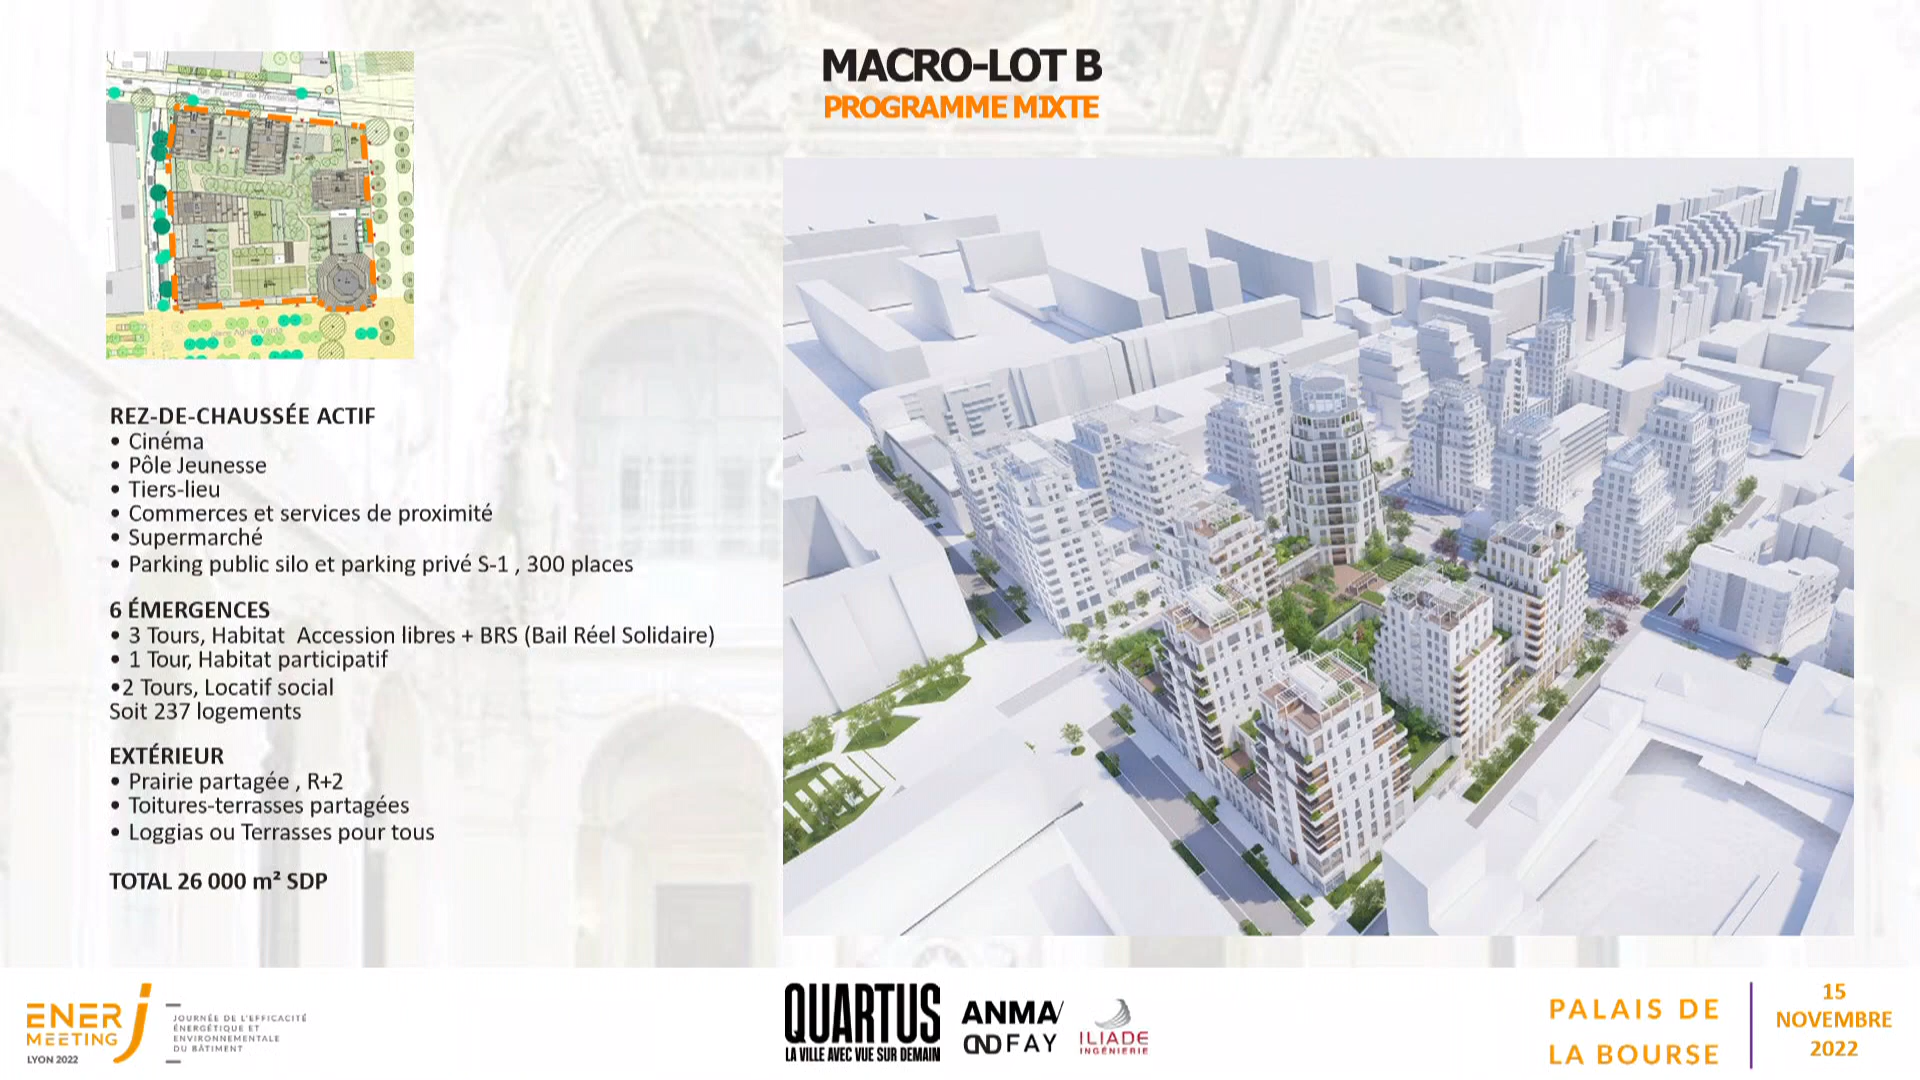 MACRO-LOT B
PROGRAMME MIXTE
Rue Francis de Pressensé
REZ-DE-CHAUSSÉE ACTIF
• Cinéma
• Pôle Jeunesse
• Tiers-lieu
• Commerces et services de proximité
• Supermarché
• Parking public silo et parking privé S-1 , 300 places
6 ÉMERGENCES
• 3 Tours, Habitat  Accession libres + BRS (Bail Réel Solidaire)
• 1 Tour, Habitat participatif
•2 Tours, Locatif social
Soit 237 logements
EXTÉRIEUR
• Prairie partagée , R+2
• Toitures-terrasses partagées
• Loggias ou Terrasses pour tous
TOTAL 26 000 m² SDP
ENERJ
MEETING
LYON 2022
JOURNÉE DE L'EFFICACITÉ
ÉNERGÉTIQUE ET
ENVIRONNEMENTALE
DU BÂTIMENT
QUARTUS
LA VILLE AVEC VUE SUR DEMAIN
ANMA/
FAY
ILIADE
INGÉNIERIE
PALAIS DE
LA BOURSE
15
NOVEMBRE
2022